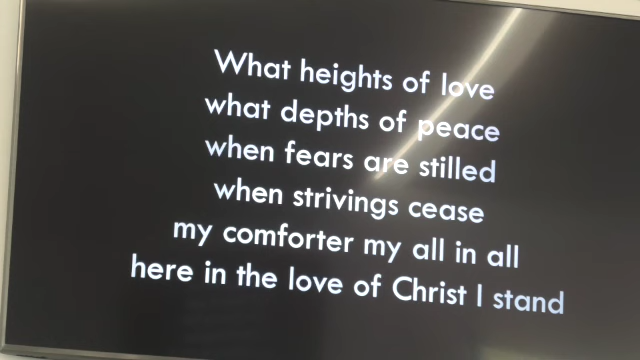 What heights of love
what depths of peace
when fears are stilled
when strivings cease
my comforter my all in all
here in the love of Christ I stand